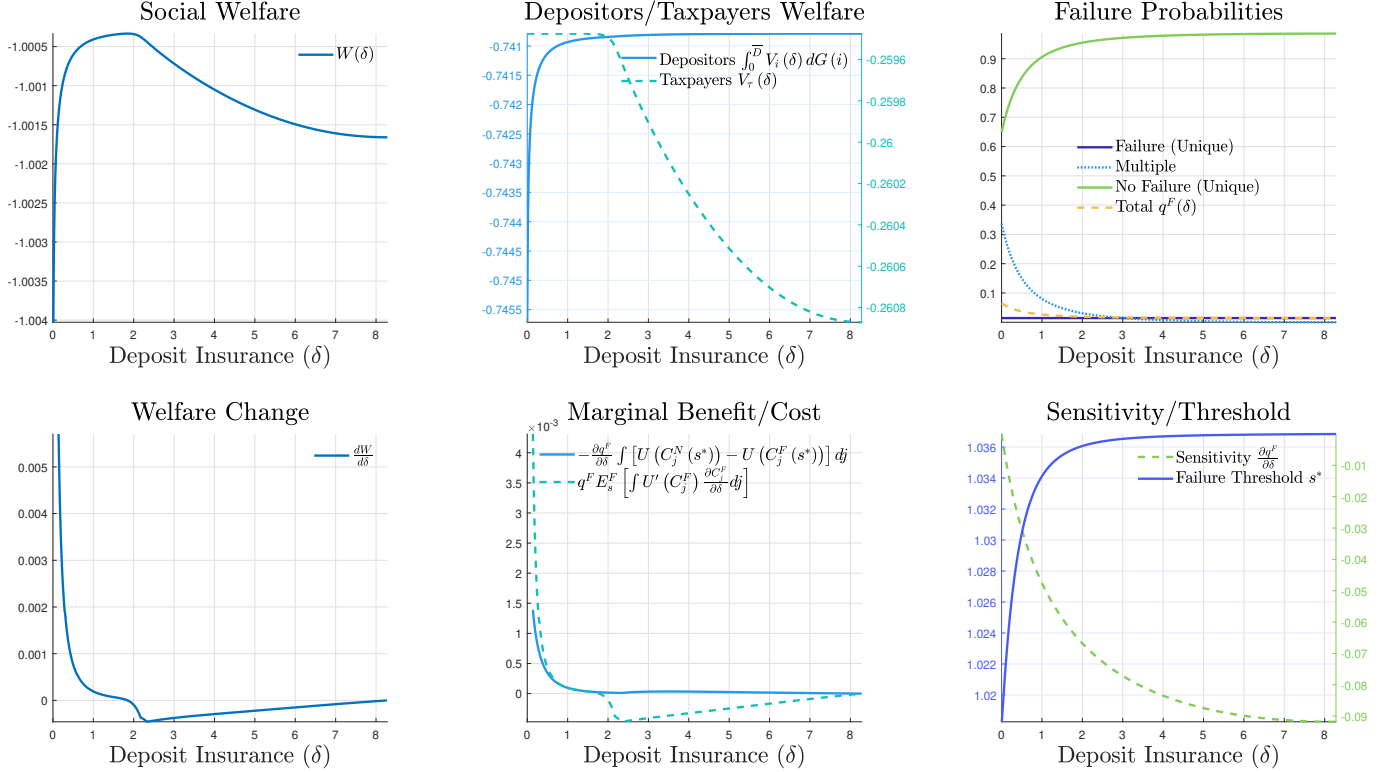 Social Welfare
-1.0005
-1.001
-1.0015
-1.002
-1.0025
-1.003
-1.0035
-1.004
W(δ)
0 1 2 3 4 5 6 7 8
Deposit Insurance (δ)
Depositors/Taxpayers Welfare
-0.741
-0.7415
-0.742
-0.7425
-0.743
-0.7435
-0.744
-0.7445
-0.745
-0.7455
Depositors ∫_0^{\overline{D}} V_i (δ) dG (i)
Taxpayers V_τ (δ)
-0.2596
-0.2598
-0.26
-0.2602
-0.2604
-0.2606
-0.2608
0 1 2 3 4 5 6 7 8
Deposit Insurance (δ)
Failure Probabilities
0.9
0.8
0.7
0.6
0.5
0.4
0.3
0.2
0.1
Failure (Unique)
Multiple
No Failure (Unique)
Total q^F(δ)
0 1 2 3 4 5 6 7 8
Deposit Insurance (δ)
Welfare Change
0.005
0.004
0.003
0.002
0.001
0
dW/dδ
0 1 2 3 4 5 6 7 8
Deposit Insurance (δ)
Marginal Benefit/Cost
×10^-3
4
3.5
3
2.5
2
1.5
1
0.5
0
-∂q^F/∂δ ∫ [U (C_j^N (s*)) - U (C_j^F (s*))] dj
q^F E_s^F [∫ U′ (C_j^F) ∂C_j^F/∂δ dj]
0 1 2 3 4 5 6 7 8
Deposit Insurance (δ)
Sensitivity/Threshold
1.036
1.034
1.032
1.03
1.028
1.026
1.024
1.022
1.02
Sensitivity ∂q^F/∂δ
Failure Threshold s*
-0.01
-0.02
-0.03
-0.04
-0.05
-0.06
-0.07
-0.08
-0.09
0 1 2 3 4 5 6 7 8
Deposit Insurance (δ)